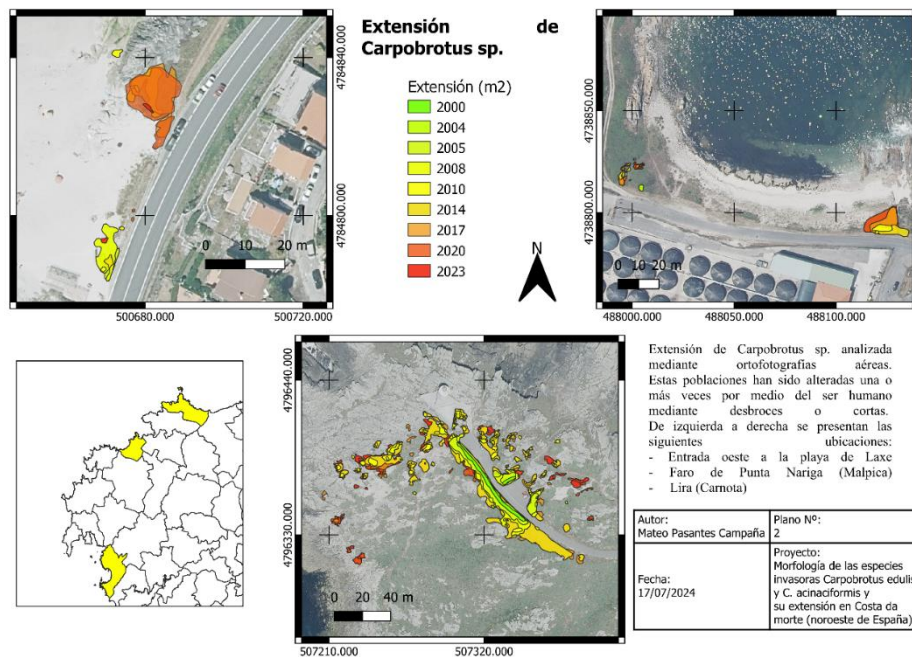 Extensión de
Carpobrotus sp.
Extensión (m2)
2000
2004
2005
2008
2010
2014
2017
2020
2023
N
4784840.000
4784800.000
0 10 20 m
500680.000 500720.000
4738850.000
4738800.000
0 10 20 m
488000.000 488050.000 488100.000
4796440.000
4796330.000
0 20 40 m
507210.000 507320.000
Extensión de Carpobrotus sp. analizada
mediante ortofotografías aéreas.
Estas poblaciones han sido alteradas una o
más veces por medio del ser humano
mediante desbroces o cortas.
De izquierda a derecha se presentan las
siguientes ubicaciones:
- Entrada oeste a la playa de Laxe
- Faro de Punta Nariga (Malpica)
- Lira (Carnota)
Autor:
Mateo Pasantes Campaña
Plano Nº:
2
Fecha:
17/07/2024
Proyecto:
Morfología de las especies
invasoras Carpobrotus edulis
y C. acinaciformis y
su extensión en Costa da
morte (noroeste de España)